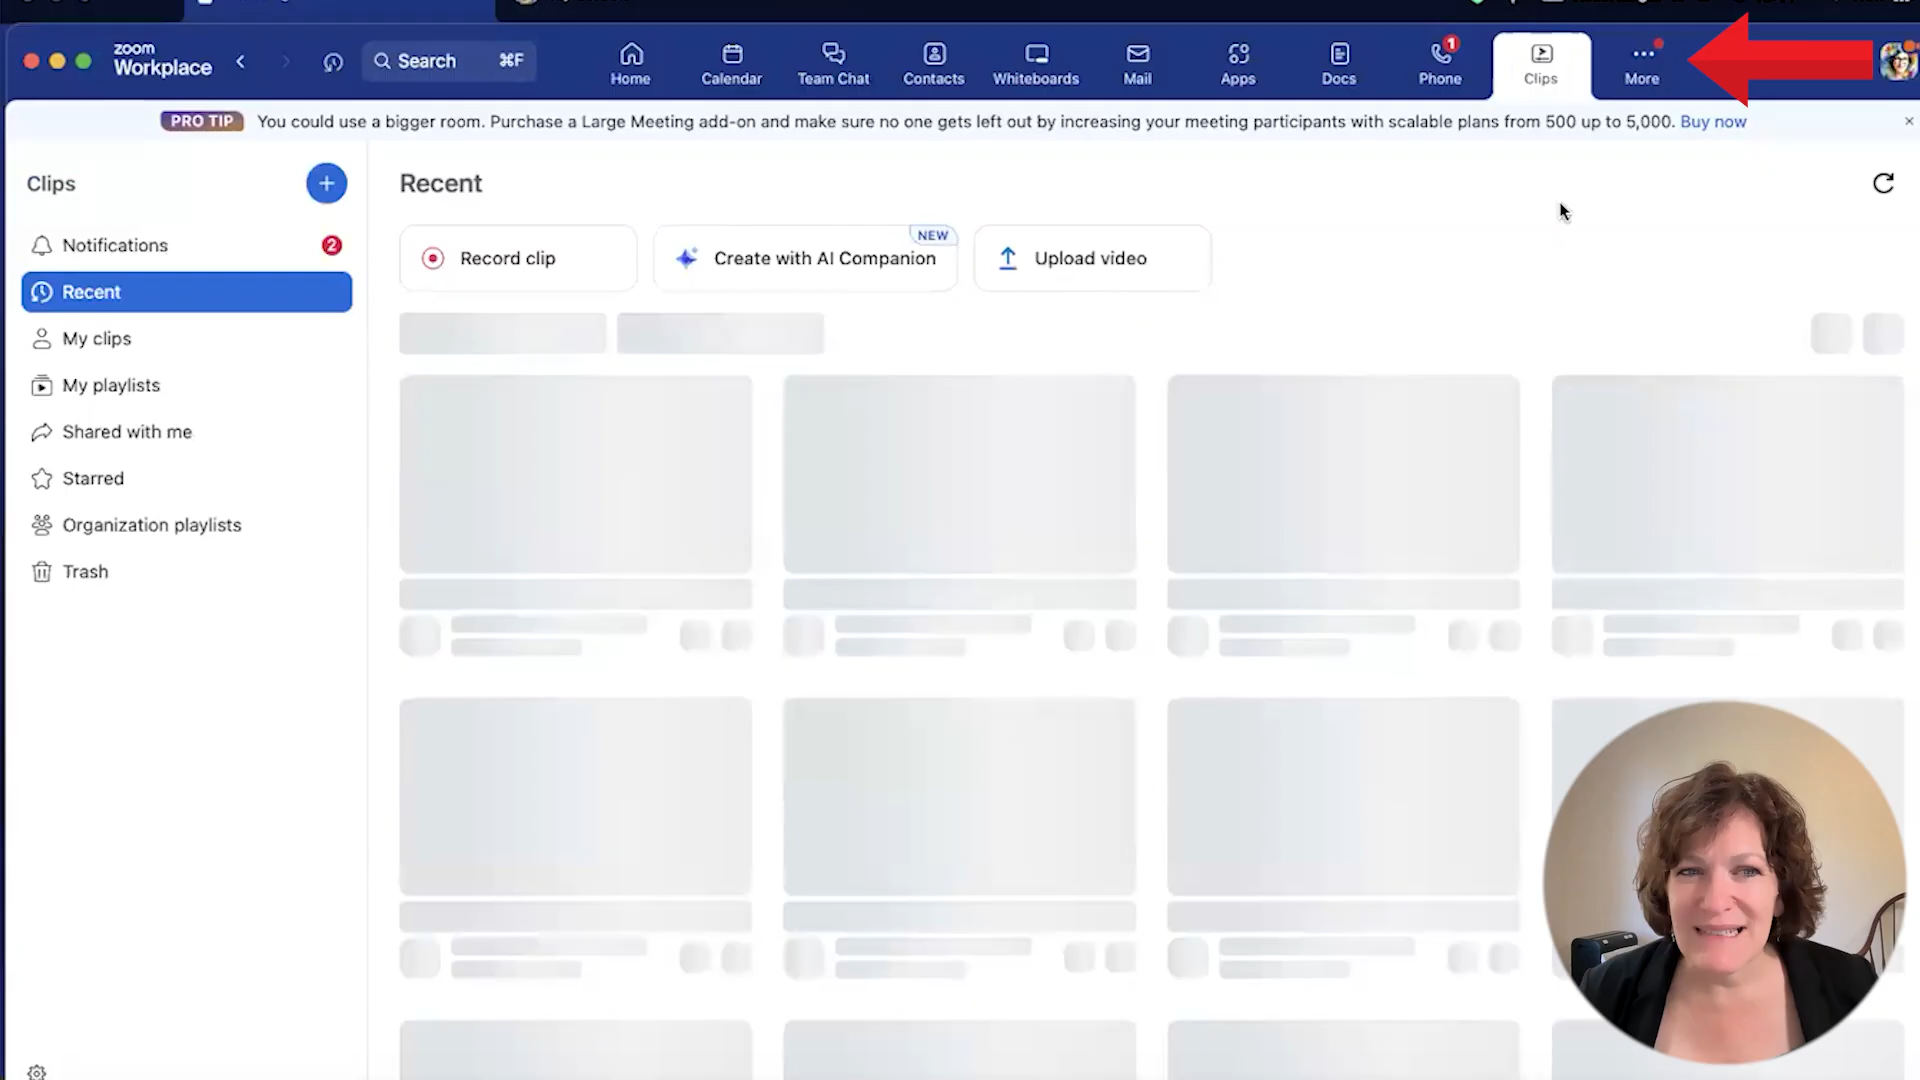 zoom
Workplace
Search ⌘F
Home
Calendar
Team Chat
Contacts
Whiteboards
Mail
Apps
Docs
1
Phone
Clips
More
PRO TIP You could use a bigger room. Purchase a Large Meeting add-on and make sure no one gets left out by increasing your meeting participants with scalable plans from 500 up to 5,000. Buy now
Clips
Notifications 2
Recent
My clips
My playlists
Shared with me
Starred
Organization playlists
Trash
Recent
Record clip
Create with AI Companion
NEW
Upload video